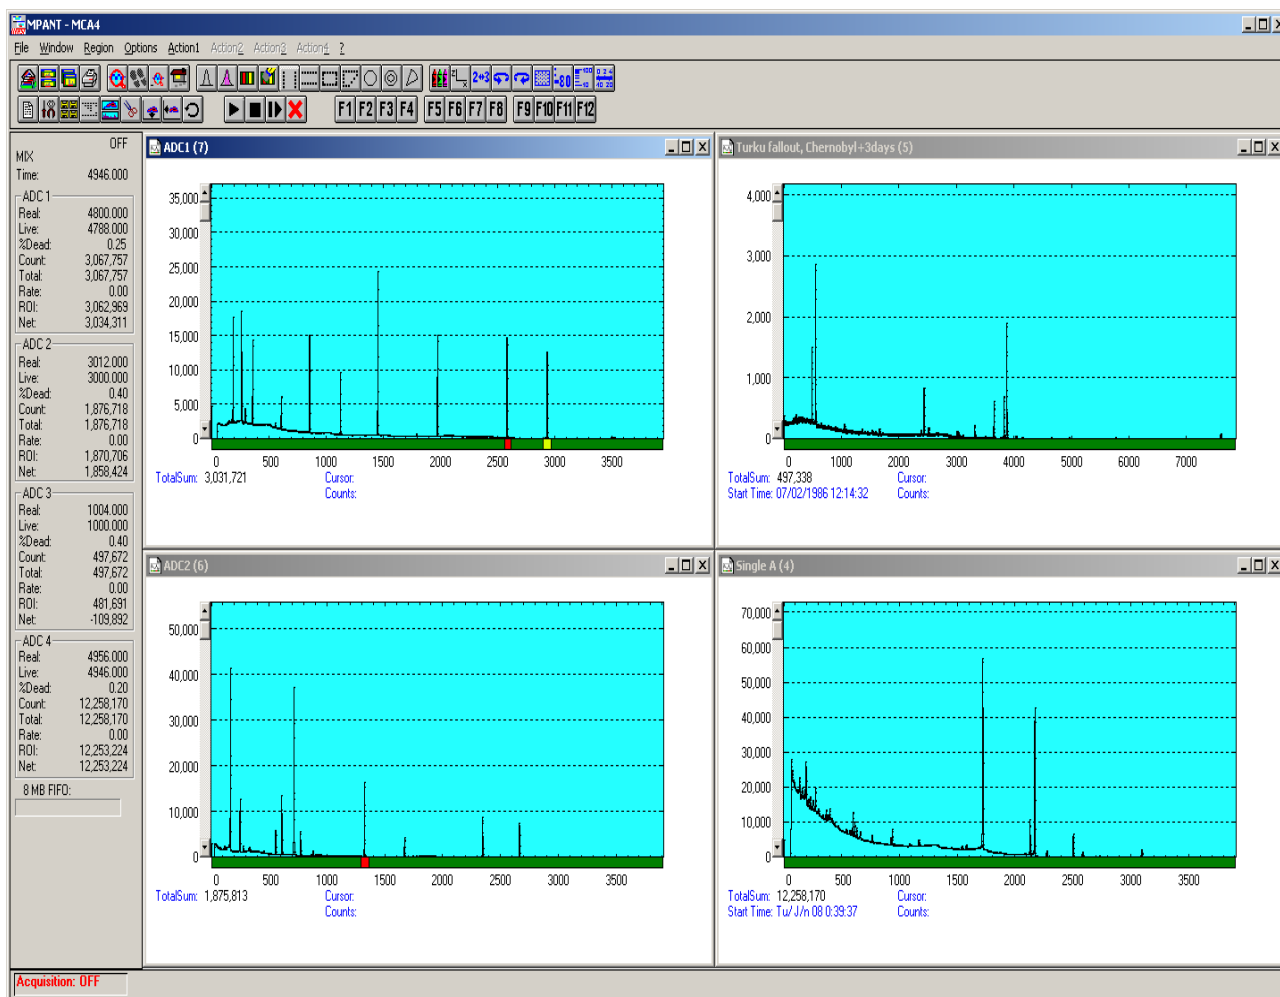 MPANT - MCA4
File Window Region Options Action1 Action2 Action3 Action4 ?
2↔3 -80
F1 F2 F3 F4 F5 F6 F7 F8 F9 F10 F11 F12
OFF
MIX
Time: 4946.000
ADC 1
Real: 4800.000
Live: 4788.000
%Dead: 0.25
Count: 3,067,757
Total: 3,067,757
Rate: 0.00
ROI: 3,062,969
Net: 3,034,311
ADC 2
Real: 3012.000
Live: 3000.000
%Dead: 0.40
Count: 1,876,718
Total: 1,876,718
Rate: 0.00
ROI: 1,870,706
Net: 1,858,424
ADC 3
Real: 1004.000
Live: 1000.000
%Dead: 0.40
Count: 497,672
Total: 497,672
Rate: 0.00
ROI: 481,691
Net: -109,892
ADC 4
Real: 4956.000
Live: 4946.000
%Dead: 0.20
Count: 12,258,170
Total: 12,258,170
Rate: 0.00
ROI: 12,253,224
Net: 12,253,224
8 MB FIFO:
ADC1 (7)
35,000
30,000
25,000
20,000
15,000
10,000
5,000
0
0 500 1000 1500 2000 2500 3000 3500
TotalSum: 3,031,721 Cursor:
Counts:
Turku fallout, Chernobyl+3days (5)
0 1000 2000 3000 4000 5000 6000 7000
4,000
3,000
2,000
1,000
0
0 1000 2000 3000 4000 5000 6000 7000
TotalSum: 497,338 Cursor:
Start Time: 07/02/1986 12:14:32 Counts:
ADC2 (6)
50,000
40,000
30,000
20,000
10,000
0
0 500 1000 1500 2000 2500 3000 3500
TotalSum: 1,875,813 Cursor:
Counts:
Single A (4)
70,000
60,000
50,000
40,000
30,000
20,000
10,000
0
0 500 1000 1500 2000 2500 3000 3500
TotalSum: 12,258,170 Cursor:
Start Time: Tu/ J/n 08 0:39:37 Counts:
Acquisition: OFF